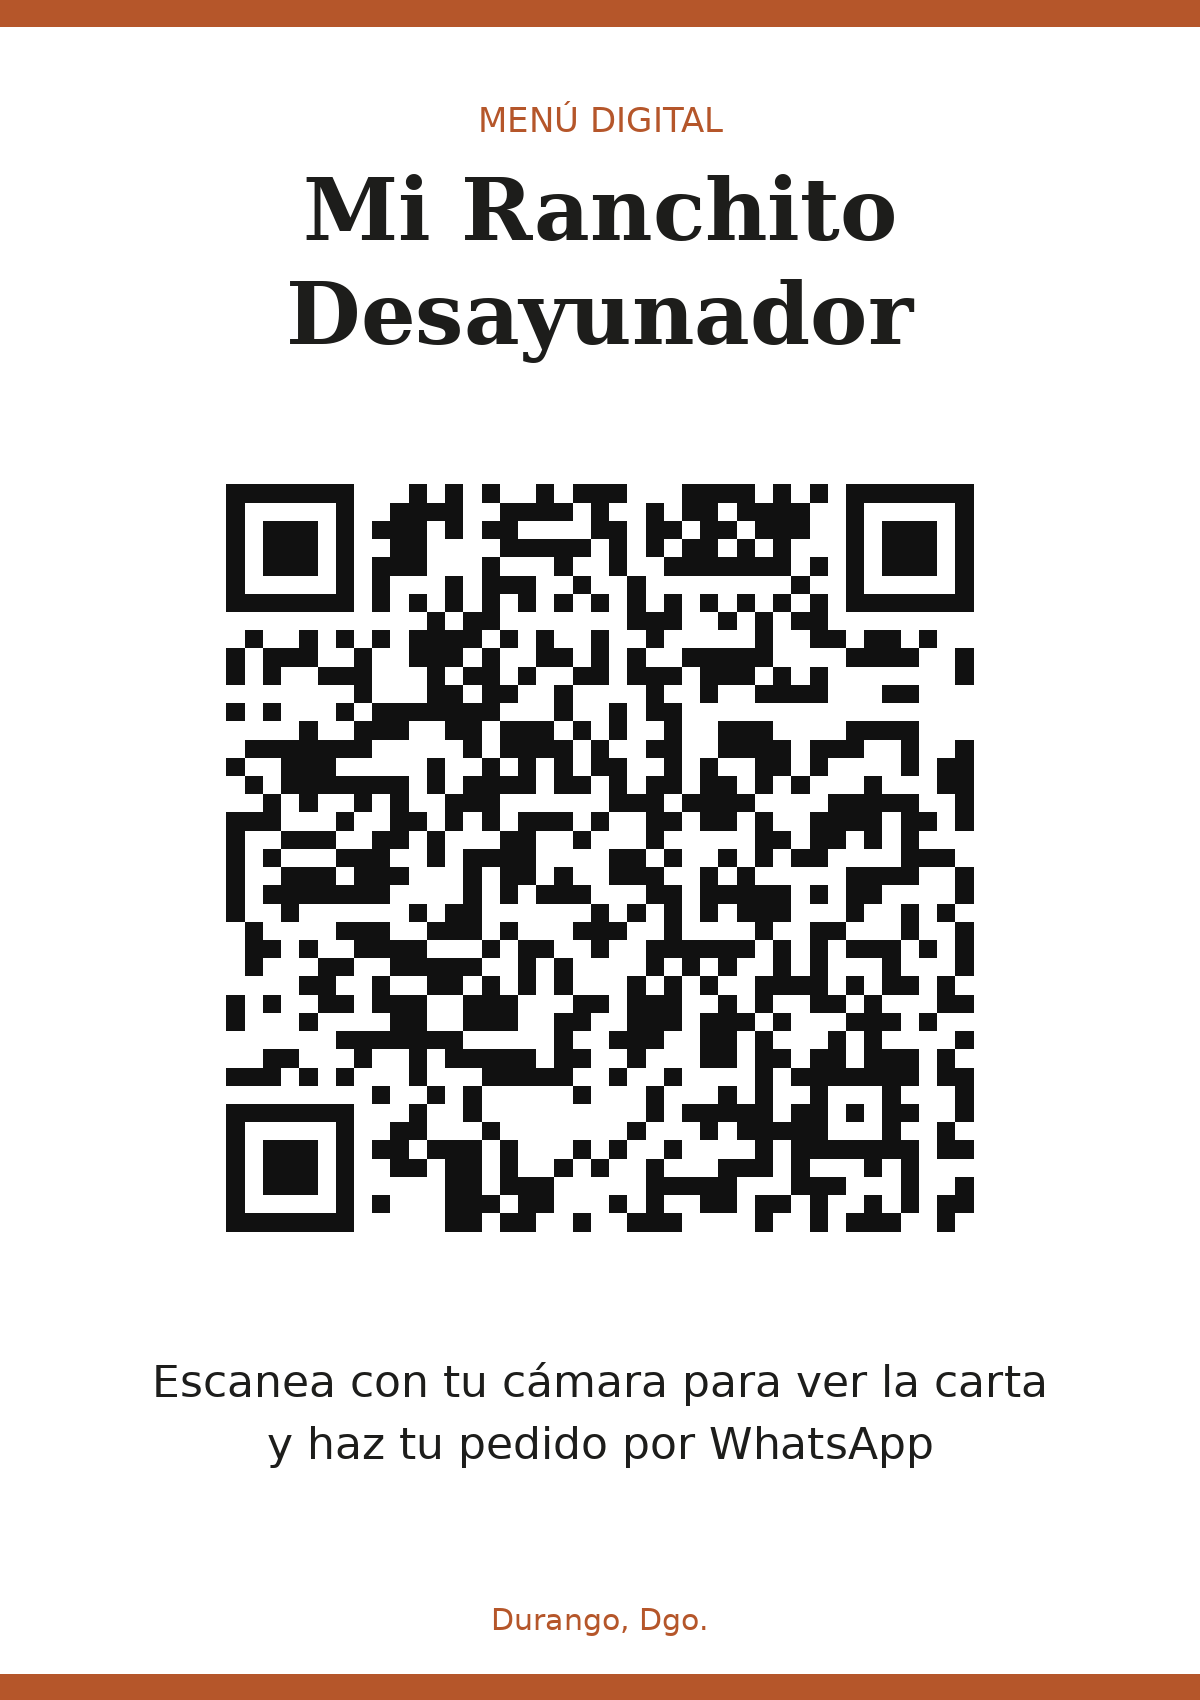 MENÚ DIGITAL
Mi Ranchito
Desayunador
Escanea con tu cámara para ver la carta
y haz tu pedido por WhatsApp
Durango, Dgo.